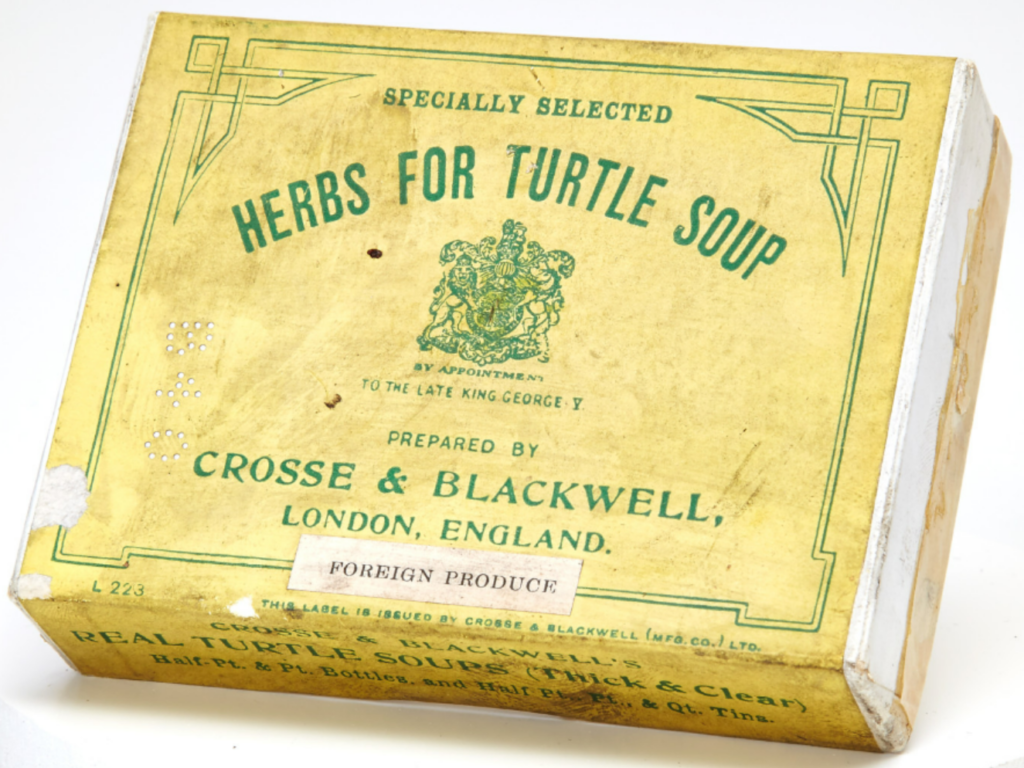 SPECIALLY SELECTED
HERBS FOR TURTLE SOUP
BY APPOINTMENT
TO THE LATE KING GEORGE V.
PREPARED BY
CROSSE & BLACKWELL,
LONDON, ENGLAND.
FOREIGN PRODUCE
L 223
THIS LABEL IS ISSUED BY CROSSE & BLACKWELL (MFG. CO.) LTD.
CROSSE & BLACKWELL'S
REAL TURTLE SOUPS (Thick & Clear)
Half-Pt. & Pt. Bottles, and Half Pt., Pt., & Qt. Tins.